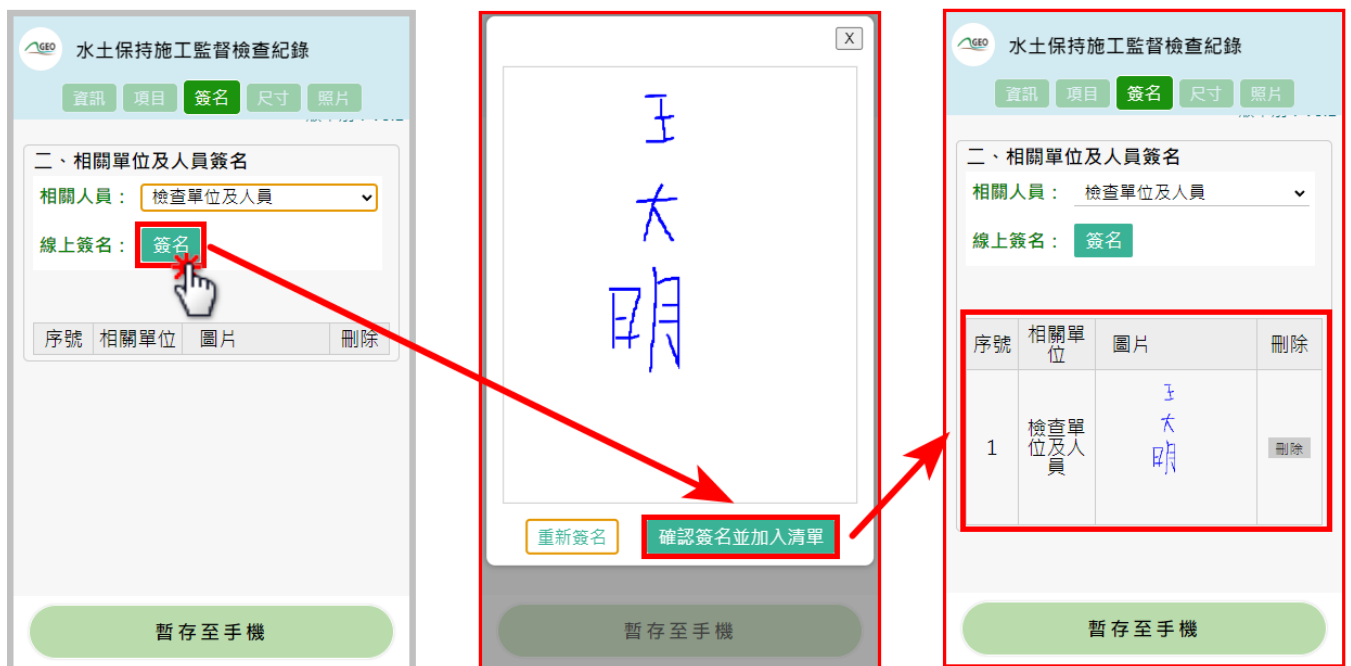 GEO
水土保持施工監督檢查紀錄
資訊 項目 簽名 尺寸 照片
二、相關單位及人員簽名
相關人員： 檢查單位及人員
線上簽名： 簽名
序號 相關單位 圖片 刪除
暫存至手機
X
王
大
明
重新簽名 確認簽名並加入清單
暫存至手機
GEO
水土保持施工監督檢查紀錄
資訊 項目 簽名 尺寸 照片
二、相關單位及人員簽名
相關人員： 檢查單位及人員
線上簽名： 簽名
序號 相關單
位 圖片 刪除
王
大
1 檢查單
位及人
員 明 刪除
暫存至手機